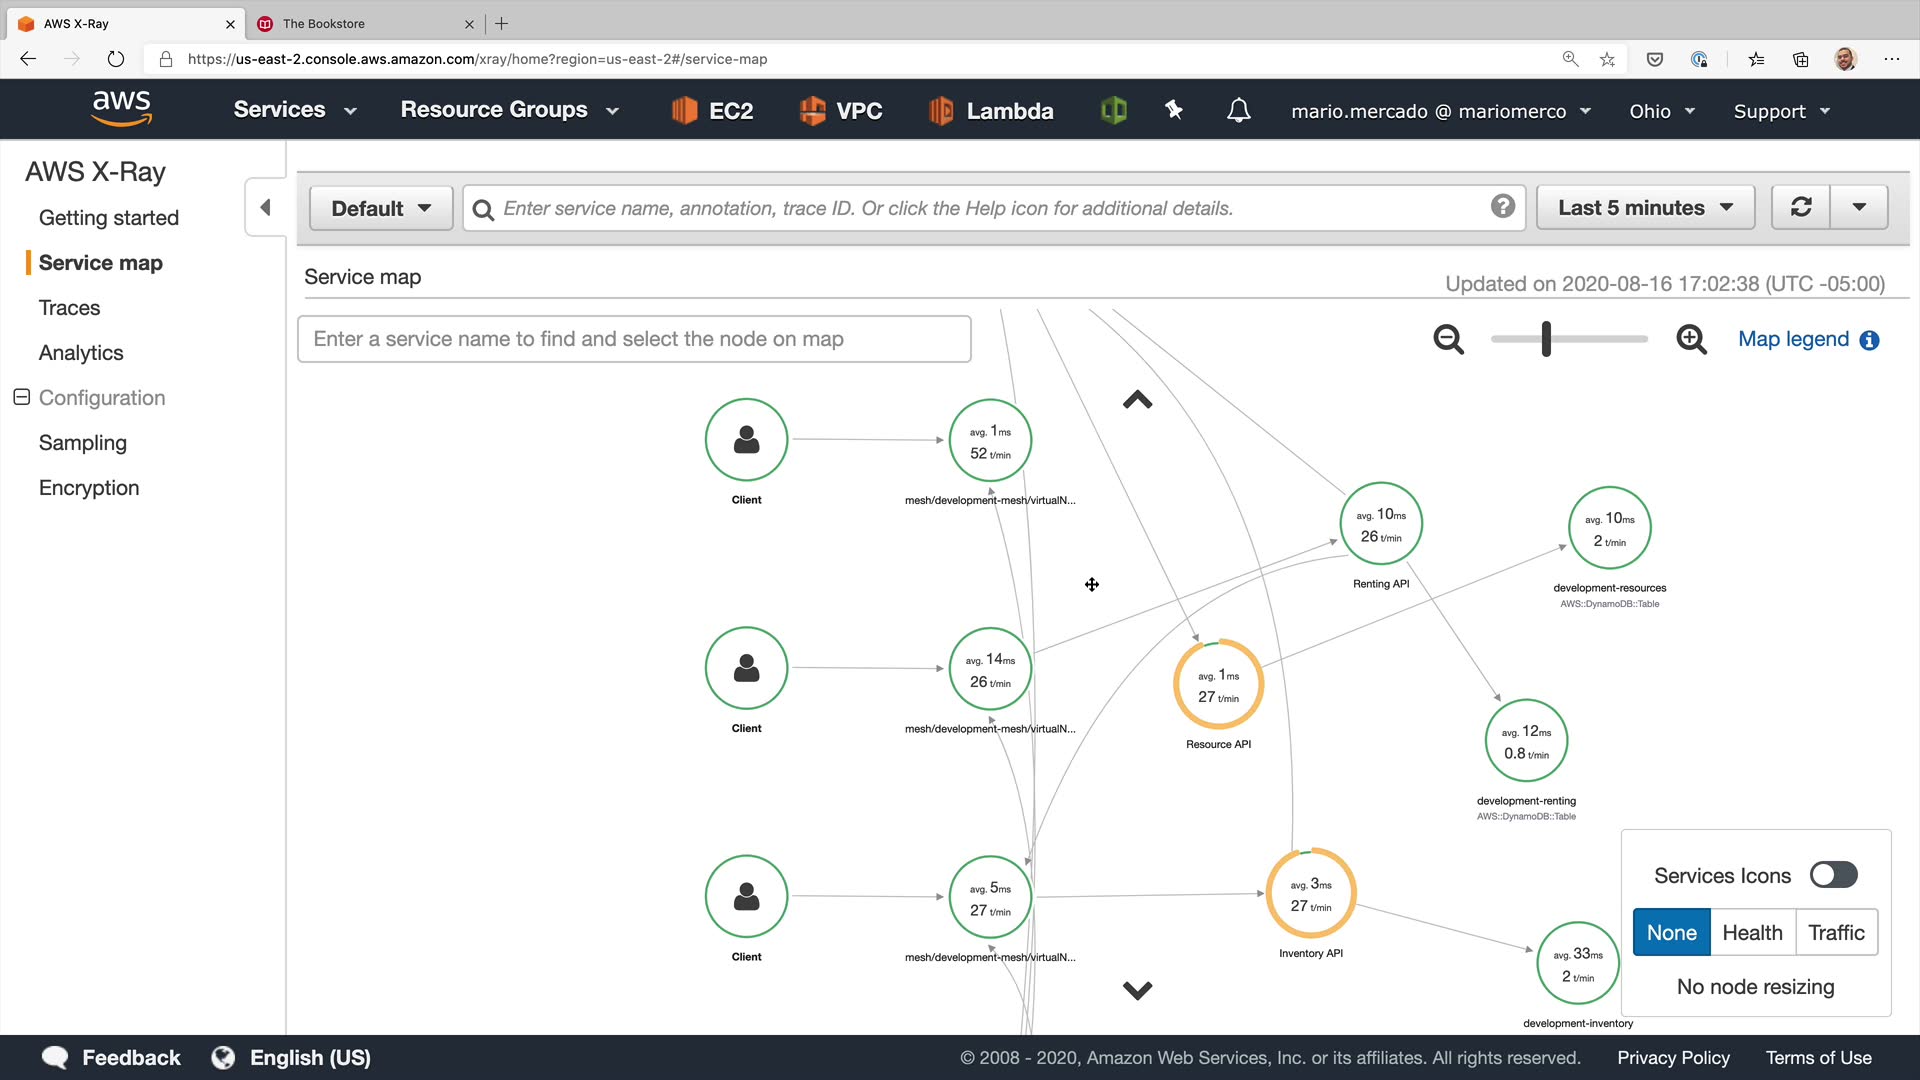 AWS X-Ray
The Bookstore
https://us-east-2.console.aws.amazon.com/xray/home?region=us-east-2#/service-map
aws
Services
Resource Groups
EC2
VPC
Lambda
mario.mercado @ mariomerco
Ohio
Support
AWS X-Ray
Getting started
Service map
Traces
Analytics
Configuration
Sampling
Encryption
Default
Enter service name, annotation, trace ID. Or click the Help icon for additional details.
Last 5 minutes
Service map
Updated on 2020-08-16 17:02:38 (UTC -05:00)
Enter a service name to find and select the node on map
Map legend
avg. 1ms
52 t/min
Client
mesh/development-mesh/virtualN...
avg. 10ms
26 t/min
Renting API
avg. 10ms
2 t/min
development-resources
AWS::DynamoDB::Table
avg. 14ms
26 t/min
Client
mesh/development-mesh/virtualN...
avg. 1ms
27 t/min
Resource API
avg. 12ms
0.8 t/min
development-renting
AWS::DynamoDB::Table
avg. 5ms
27 t/min
Client
mesh/development-mesh/virtualN...
avg. 3ms
27 t/min
Inventory API
avg. 33ms
2 t/min
development-inventory
Services Icons
None
Health
Traffic
No node resizing
Feedback
English (US)
© 2008 - 2020, Amazon Web Services, Inc. or its affiliates. All rights reserved.
Privacy Policy
Terms of Use